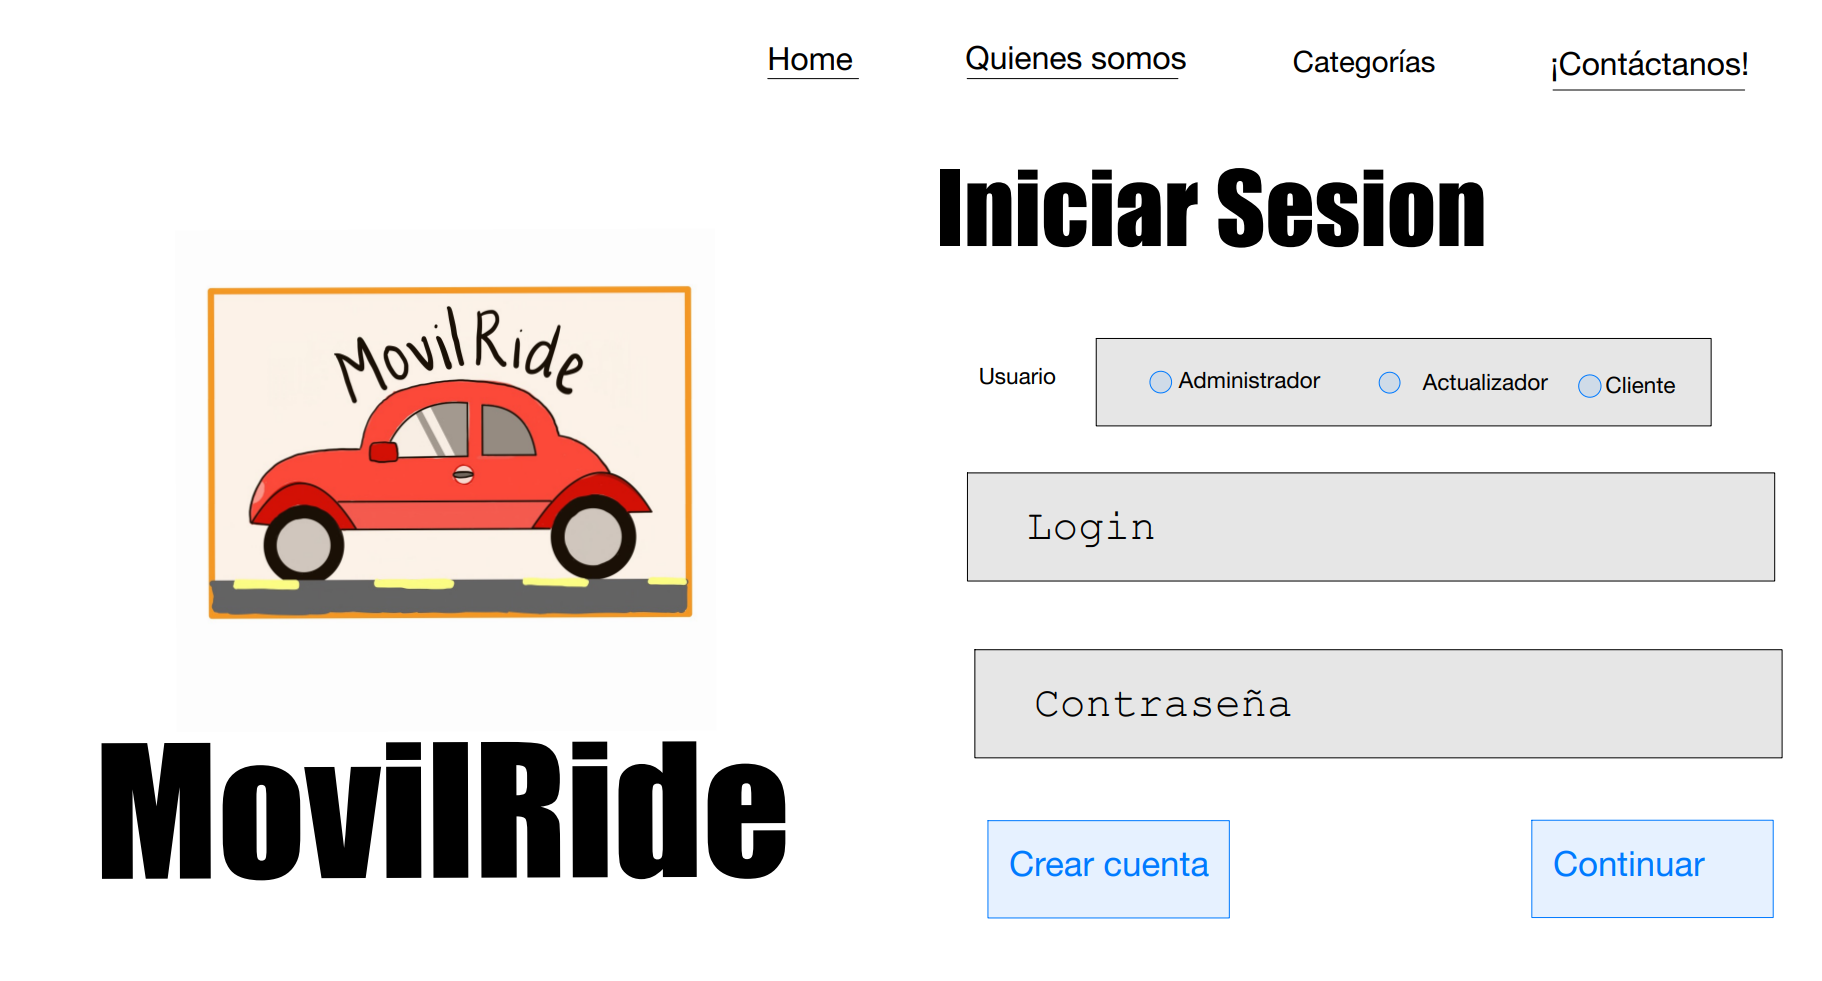 Home Quienes somos Categorías ¡Contáctanos!
Iniciar Sesion
MovilRide
Usuario Administrador Actualizador Cliente
Login
Contraseña
MovilRide
Crear cuenta Continuar